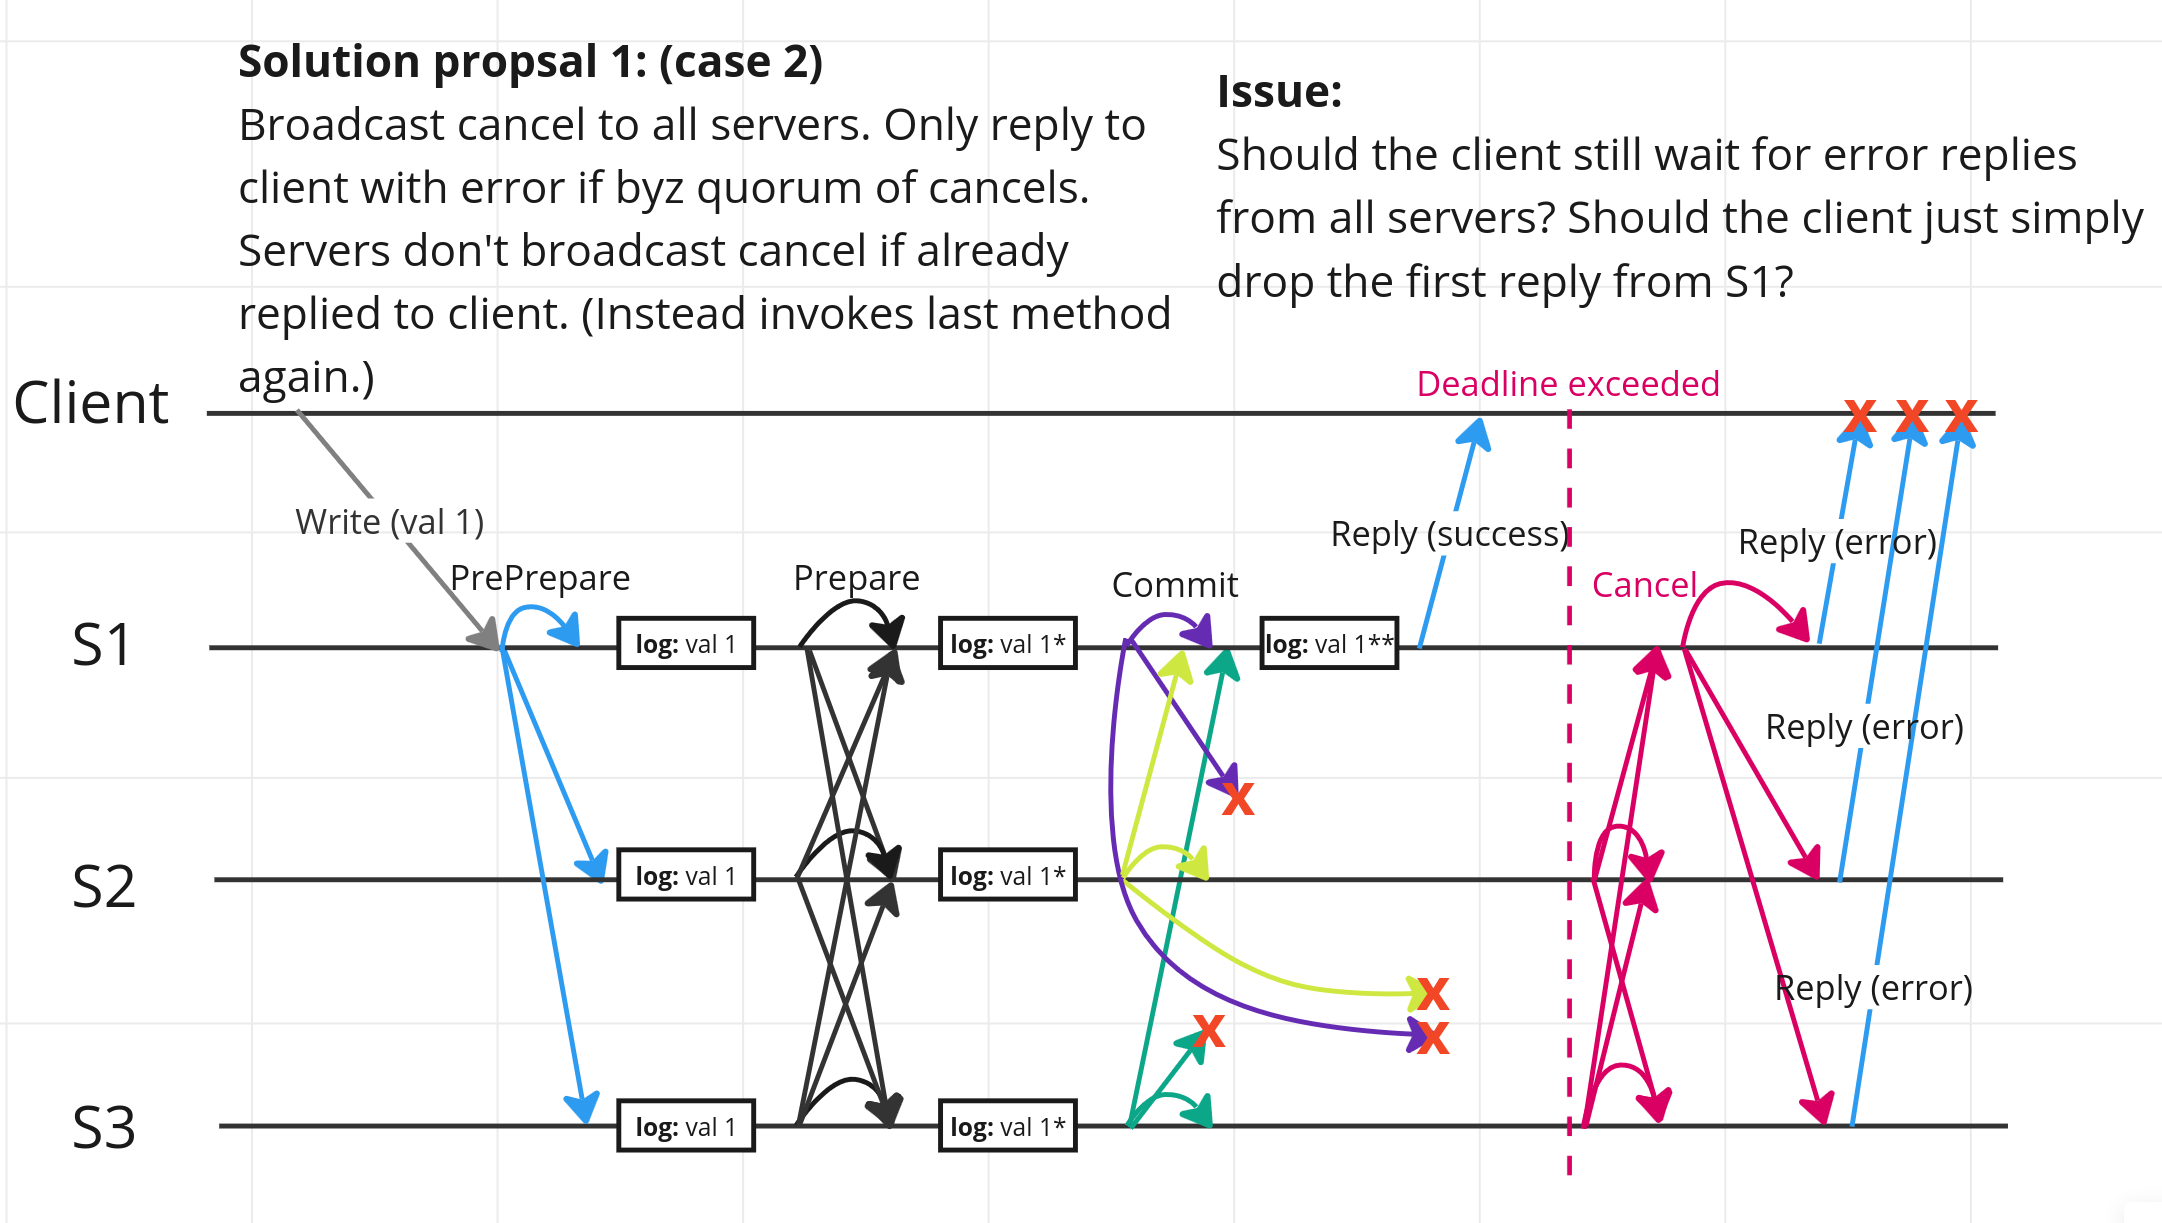 Solution propsal 1: (case 2)
Broadcast cancel to all servers. Only reply to
client with error if byz quorum of cancels.
Servers don't broadcast cancel if already
replied to client. (Instead invokes last method
again.)
Issue:
Should the client still wait for error replies
from all servers? Should the client just simply
drop the first reply from S1?
Deadline exceeded
Client
X X X
Write (val 1)
Reply (success)
Reply (error)
PrePrepare
Prepare
Commit
Cancel
S1
log: val 1
log: val 1*
log: val 1**
Reply (error)
X
S2
log: val 1
log: val 1*
Reply (error)
X
X
X
S3
log: val 1
log: val 1*